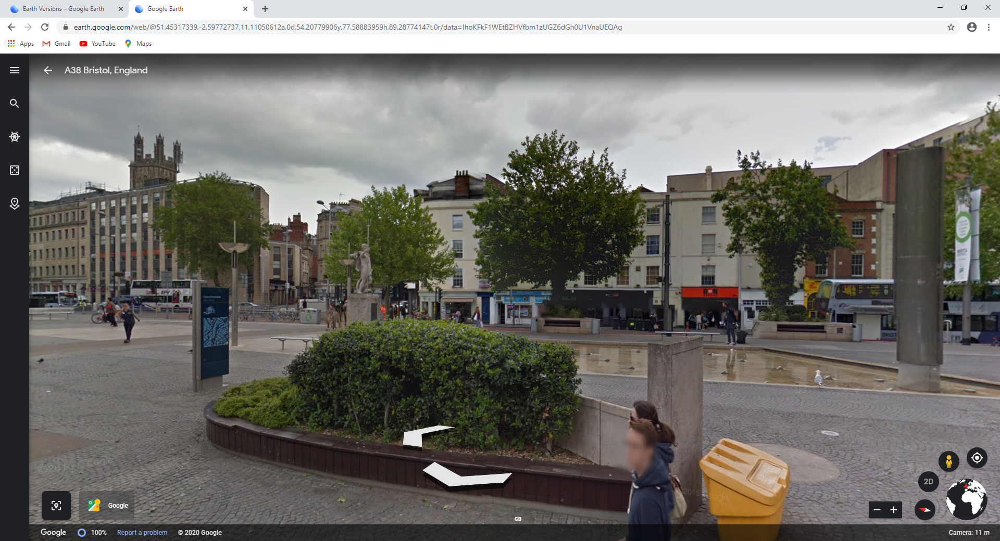 Earth Versions – Google Earth
Google Earth
earth.google.com/web/@51.45317339,-2.59772737,11.11050612a,0d,54.20779906y,77.58883959h,89.28774147t,0r/data=IhoKFkF1WEtBZHVfbm1zUGZ6dGh0U1VnaUEQAg
Apps
Gmail
YouTube
Maps
A38 Bristol, England
RON
2D
Google
GB
Google
100%
Report a problem
© 2020 Google
Camera: 11 m